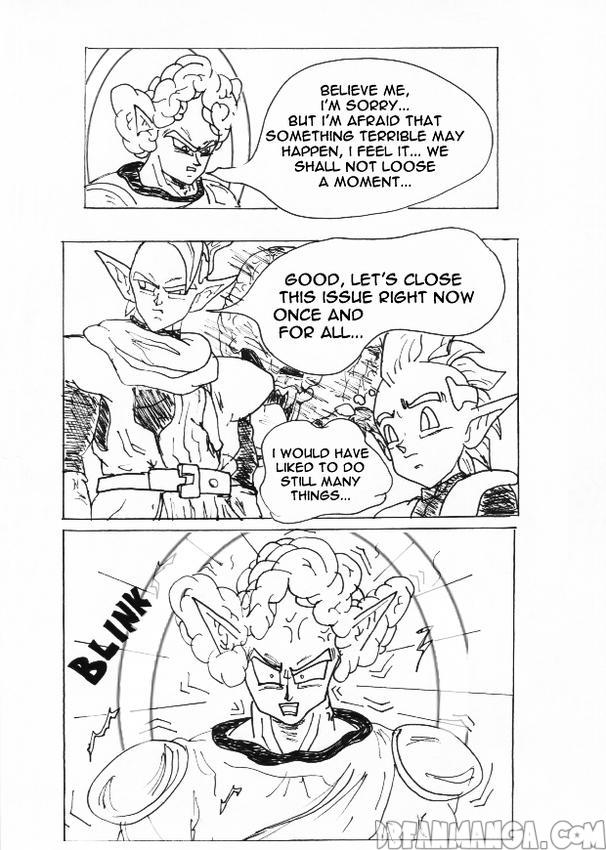 BELIEVE ME,
I'M SORRY...
BUT I'M AFRAID THAT
SOMETHING TERRIBLE MAY
HAPPEN, I FEEL IT... WE
SHALL NOT LOOSE
A MOMENT...
GOOD, LET'S CLOSE
THIS ISSUE RIGHT NOW
ONCE AND
FOR ALL...
I WOULD HAVE
LIKED TO DO
STILL MANY
THINGS...
BLINK
DBFANMANGA.COM